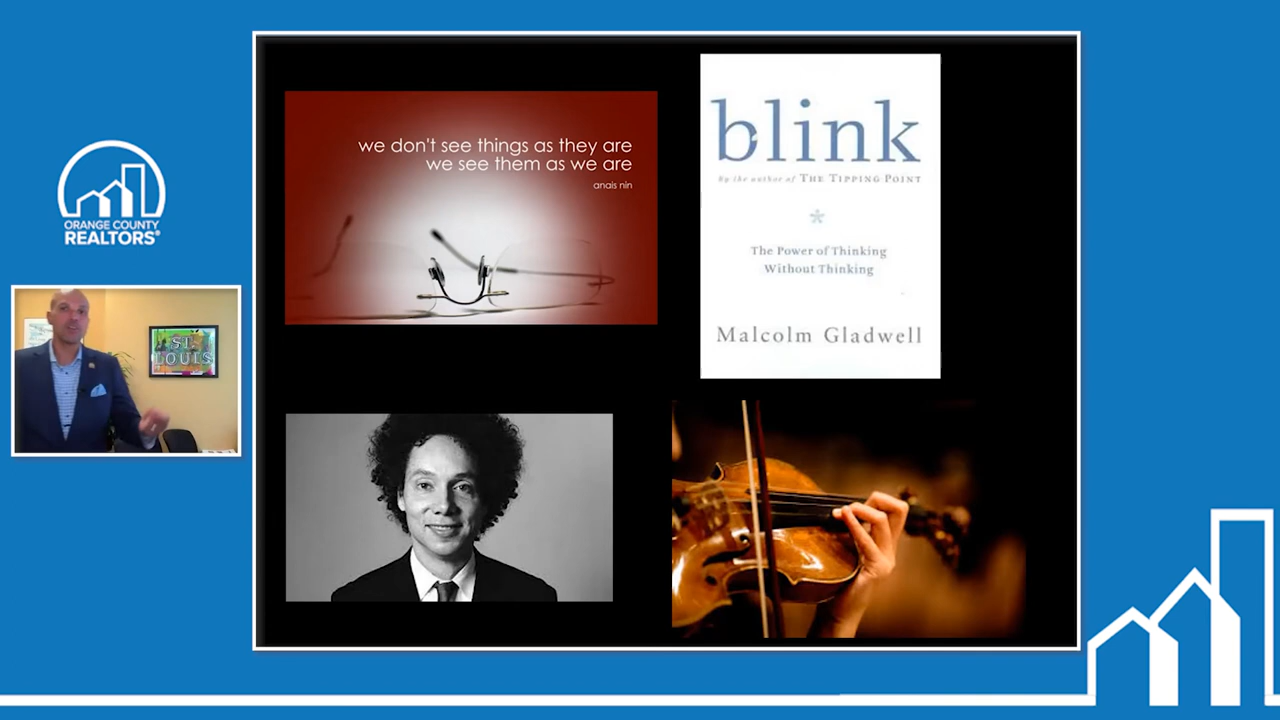 ORANGE COUNTY
REALTORS®
ST.
LOUIS
we don't see things as they are
we see them as we are
anais nin
blink
By the author of THE TIPPING POINT
*
The Power of Thinking
Without Thinking
Malcolm Gladwell